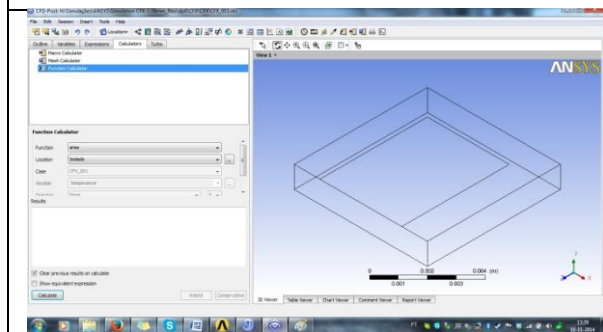 File Edit Session Insert Tools Help
Location
Outline Variables Expressions Calculators Turbo
Macro Calculator
Mesh Calculator
Function Calculator
Function Calculator
Function area
Location
Case CFX_001
Variable Temperature
Results
Clear previous results on calculate
Show equivalent expression
Calculate Hybrid Conservative
View 1
ANSYS
0 0.002 0.004 (m)
0.001 0.003
3D Viewer Table Viewer Chart Viewer Comment Viewer Report Viewer
PT